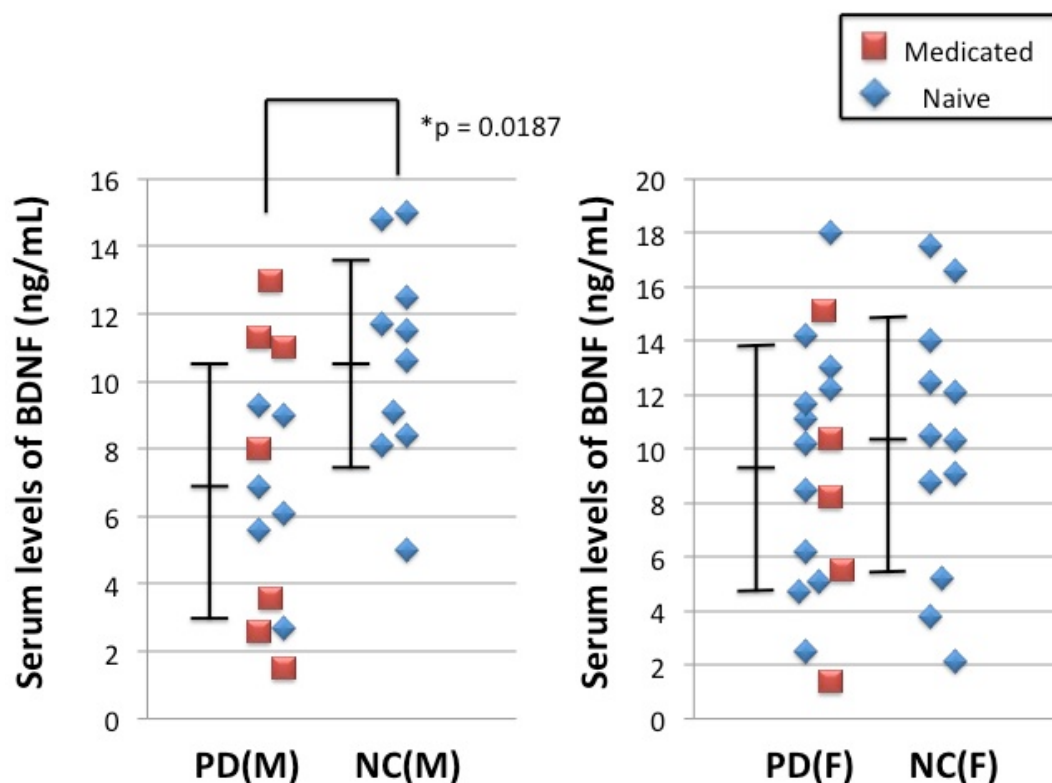 Medicated
Naive
*p = 0.0187
Serum levels of BDNF (ng/mL)
16
14
12
10
8
6
4
2
0
PD(M) NC(M)
Serum levels of BDNF (ng/mL)
20
18
16
14
12
10
8
6
4
2
0
PD(F) NC(F)